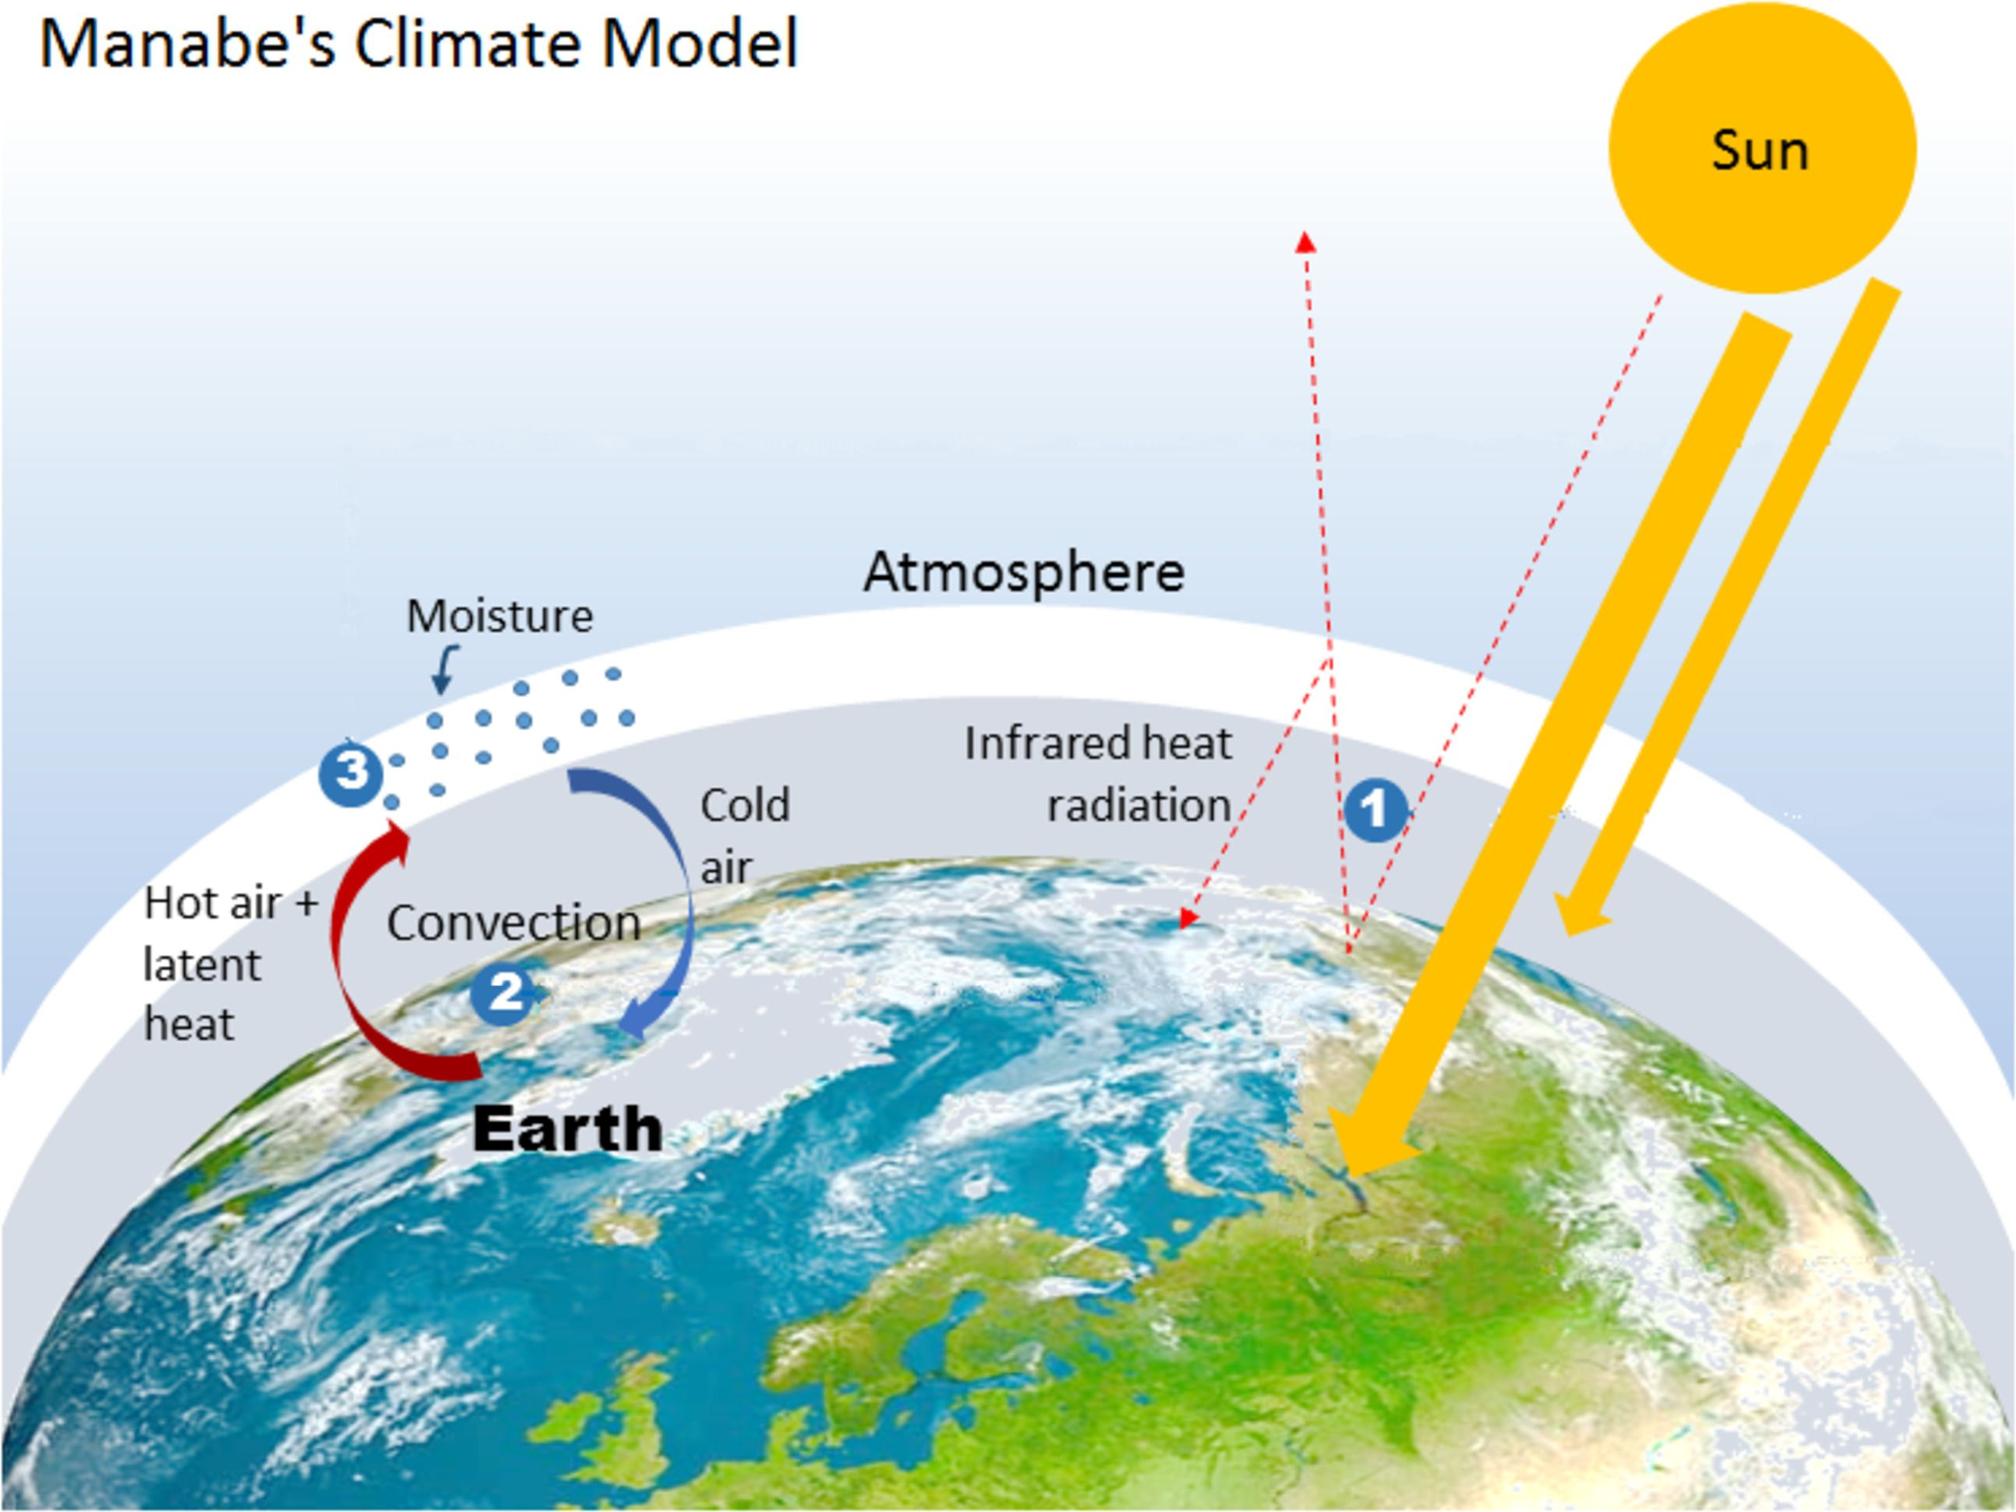 Manabe's Climate Model
Sun
Atmosphere
Moisture
3
Infrared heat
radiation
1
Cold
air
Hot air +
latent
heat
Convection
2
Earth